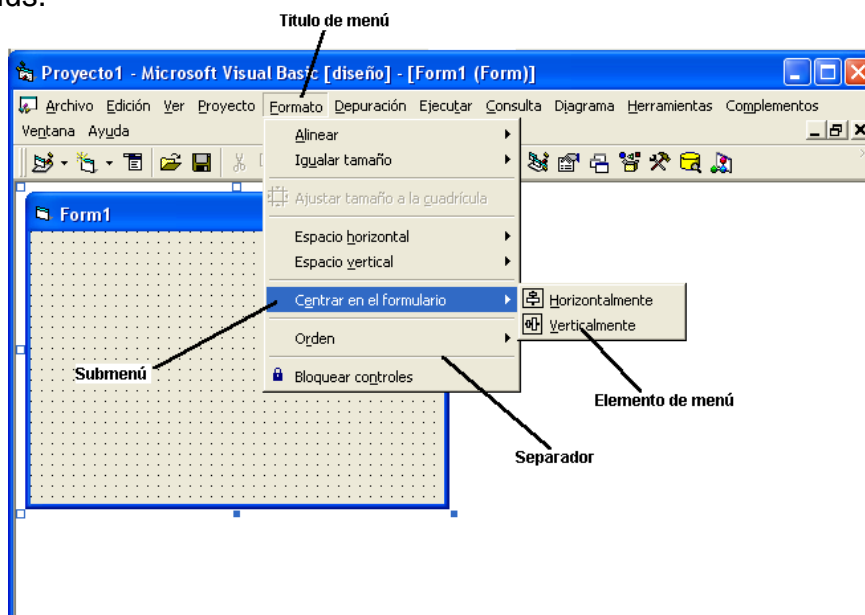 nus.
Titulo de menú
Proyecto1 - Microsoft Visual Basic [diseño] - [Form1 (Form)]
Archivo Edición Ver Proyecto Formato Depuración Ejecutar Consulta Diagrama Herramientas Complementos
Ventana Ayuda
Alinear
Igualar tamaño
Ajustar tamaño a la cuadrícula
Form1
Espacio horizontal
Espacio vertical
Centrar en el formulario
Horizontalmente
Verticalmente
Orden
Submenú
Bloquear controles
Elemento de menú
Separador